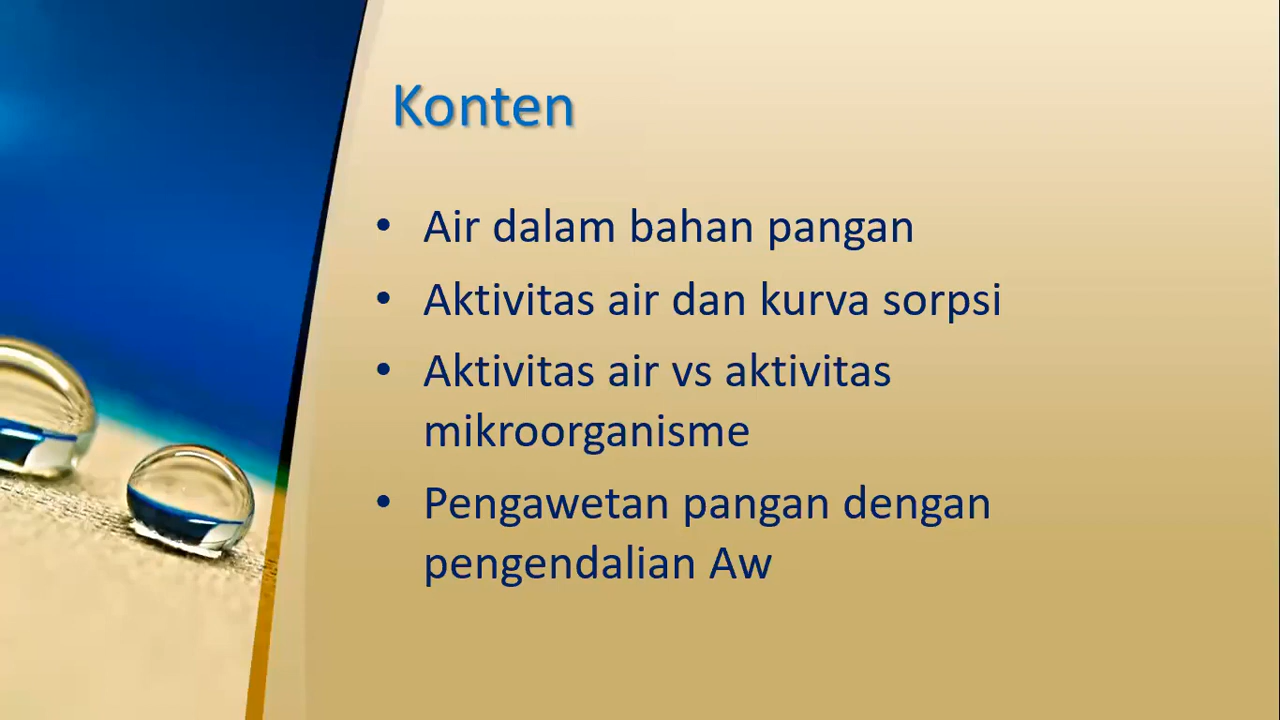 Konten
• Air dalam bahan pangan
• Aktivitas air dan kurva sorpsi
• Aktivitas air vs aktivitas
mikroorganisme
• Pengawetan pangan dengan
pengendalian Aw